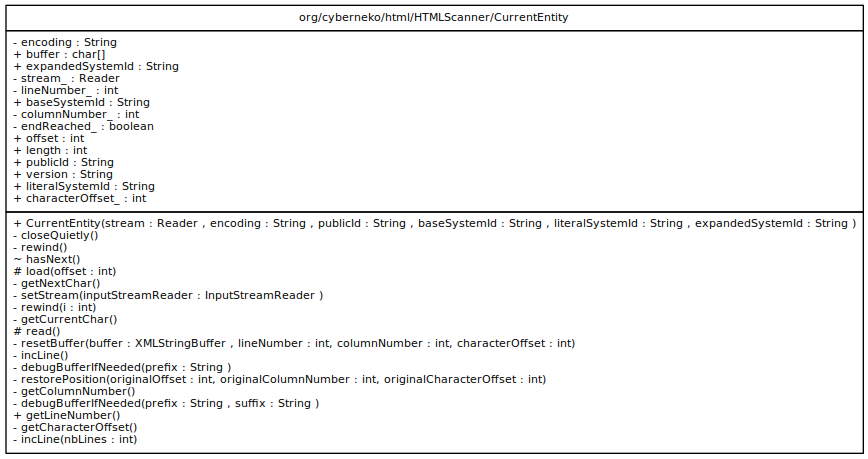 org/cyberneko/html/HTMLScanner/CurrentEntity
- encoding : String
+ buffer : char[]
+ expandedSystemId : String
- stream_ : Reader
- lineNumber_ : int
+ baseSystemId : String
- columnNumber_ : int
- endReached_ : boolean
+ offset : int
+ length : int
+ publicId : String
+ version : String
+ literalSystemId : String
+ characterOffset_ : int
+ CurrentEntity(stream : Reader , encoding : String , publicId : String , baseSystemId : String , literalSystemId : String , expandedSystemId : String )
- closeQuietly()
- rewind()
~ hasNext()
# load(offset : int)
- getNextChar()
- setStream(inputStreamReader : InputStreamReader )
- rewind(i : int)
- getCurrentChar()
# read()
- resetBuffer(buffer : XMLStringBuffer , lineNumber : int, columnNumber : int, characterOffset : int)
- incLine()
- debugBufferIfNeeded(prefix : String )
- restorePosition(originalOffset : int, originalColumnNumber : int, originalCharacterOffset : int)
- getColumnNumber()
- debugBufferIfNeeded(prefix : String , suffix : String )
+ getLineNumber()
- getCharacterOffset()
- incLine(nbLines : int)